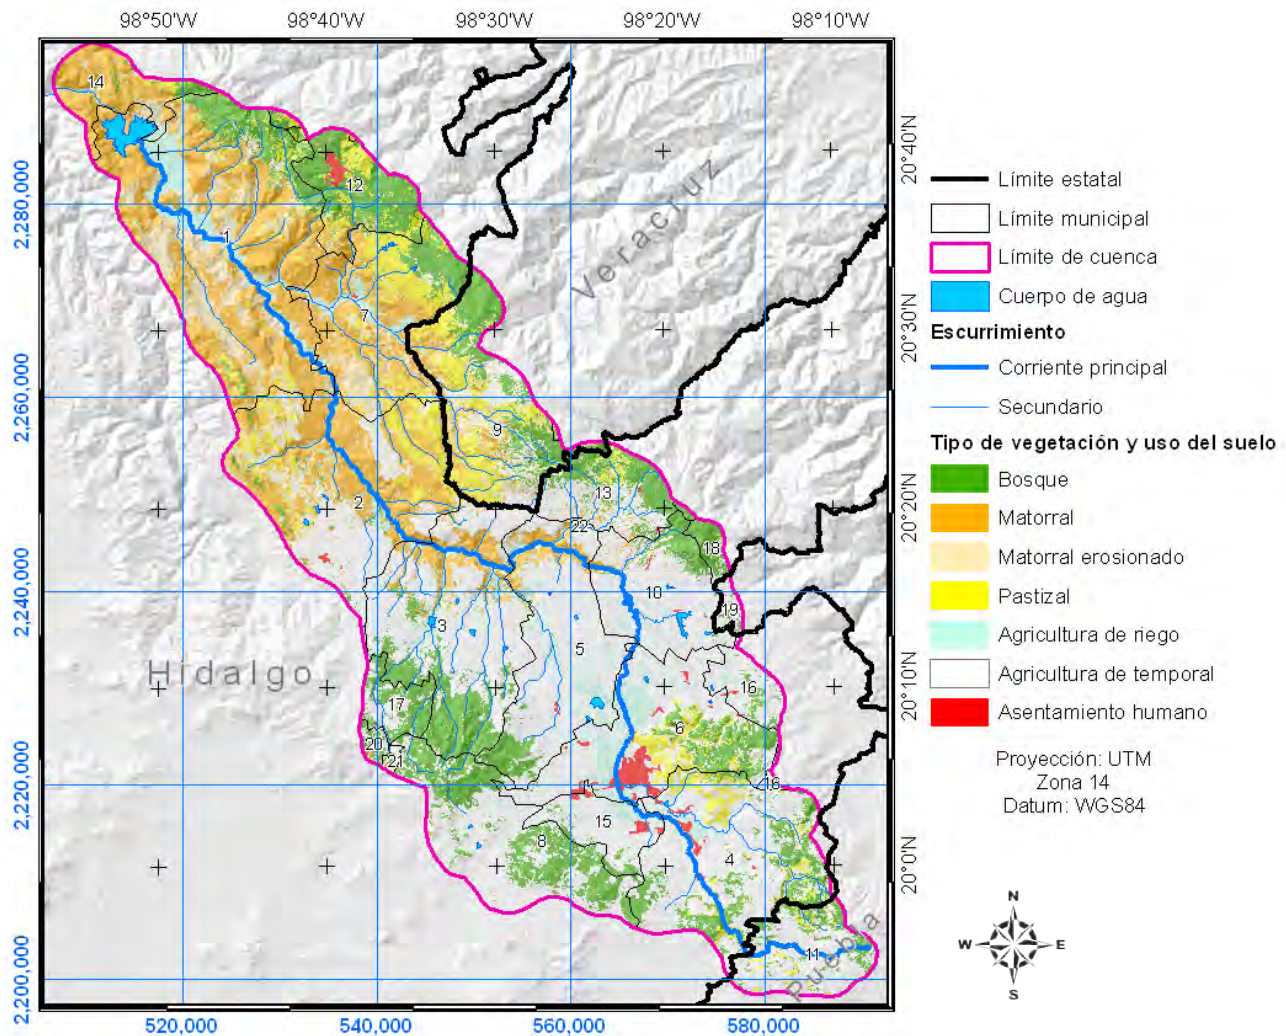 98°50'W 98°40'W 98°30'W 98°20'W 98°10'W
14
12
1
7
9
2
13
22
18
10
19
3
5
17
16
6
20
21
18
1
15
8
4
11
Veracruz
Hidalgo
Puebla
2,280,000
2,260,000
2,240,000
2,220,000
2,200,000
20°40'N
20°30'N
20°20'N
20°10'N
20°0'N
520,000 540,000 560,000 580,000
Límite estatal
Límite municipal
Límite de cuenca
Cuerpo de agua
Escurrimiento
Corriente principal
Secundario
Tipo de vegetación y uso del suelo
Bosque
Matorral
Matorral erosionado
Pastizal
Agricultura de riego
Agricultura de temporal
Asentamiento humano
Proyección: UTM
Zona 14
Datum: WGS84
N
W E
S